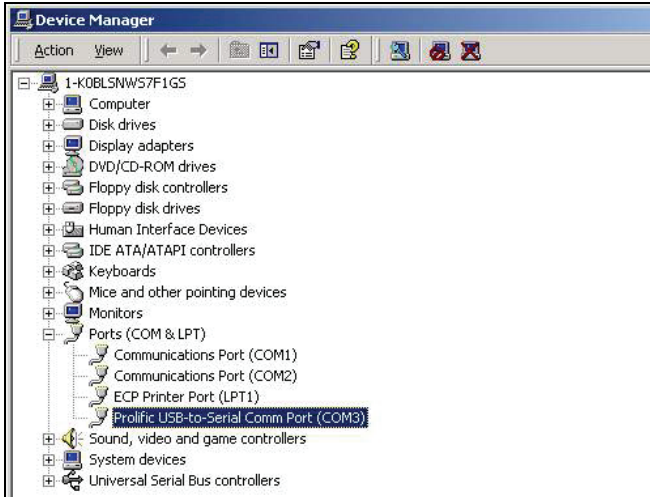 Device Manager
Action View
1-K0BLSNWS7F1GS
Computer
Disk drives
Display adapters
DVD/CD-ROM drives
Floppy disk controllers
Floppy disk drives
Human Interface Devices
IDE ATA/ATAPI controllers
Keyboards
Mice and other pointing devices
Monitors
Ports (COM & LPT)
Communications Port (COM1)
Communications Port (COM2)
ECP Printer Port (LPT1)
Prolific USB-to-Serial Comm Port (COM3)
Sound, video and game controllers
System devices
Universal Serial Bus controllers